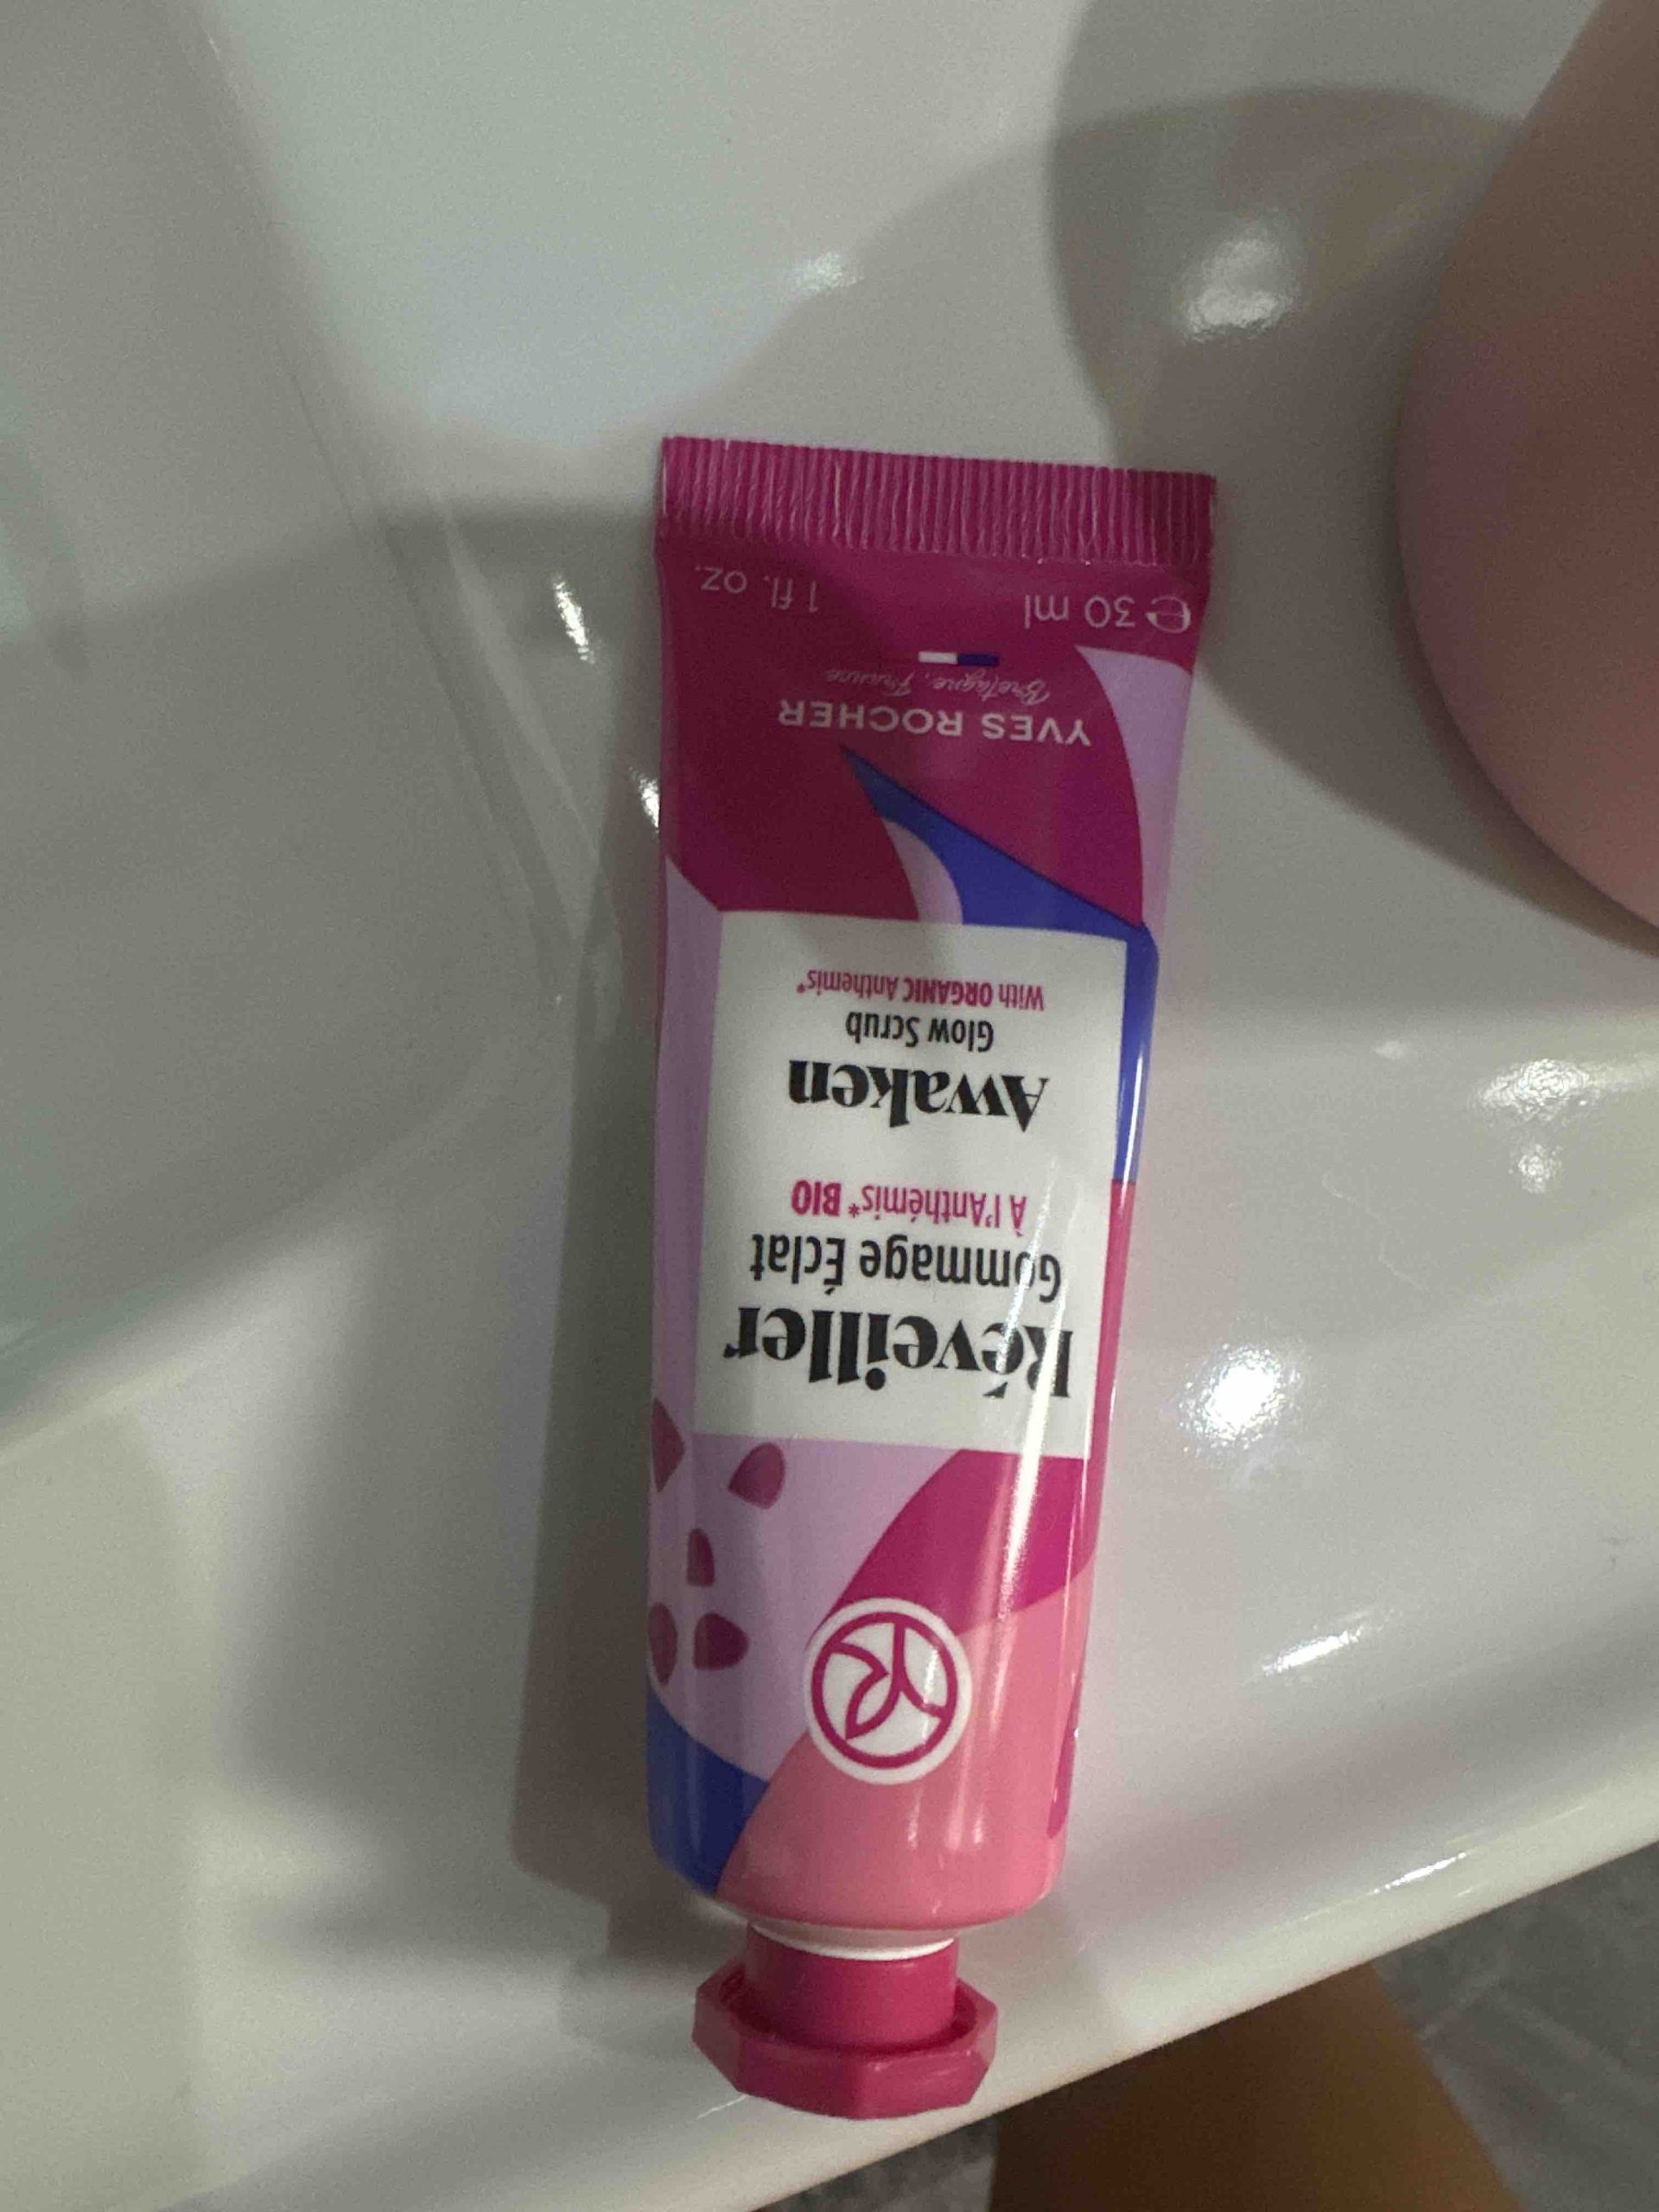 Réveiller
Gommage Éclat
À l'Anthémis* BIO
Awaken
Glow Scrub
With ORGANIC Anthemis*
YVES ROCHER
Bretagne, France
℮ 30 ml 1 fl. oz.